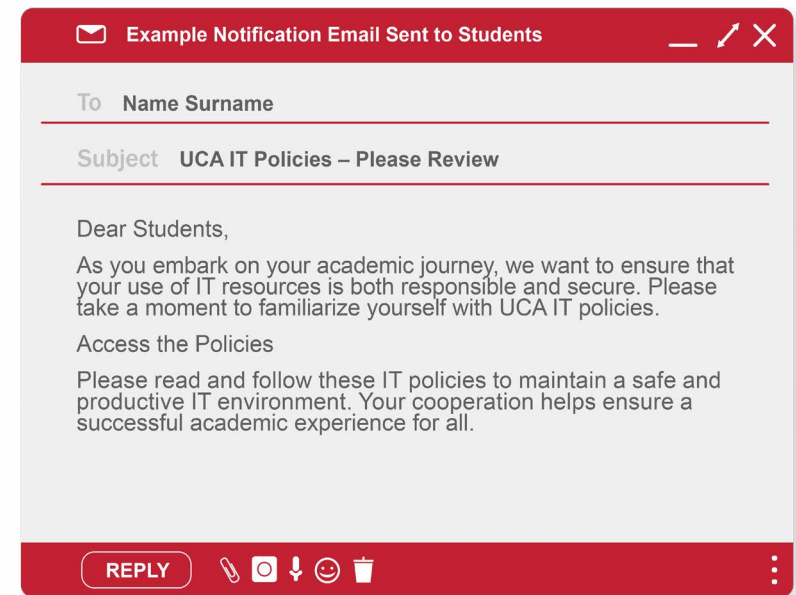 Example Notification Email Sent to Students
To Name Surname
Subject UCA IT Policies – Please Review
Dear Students,
As you embark on your academic journey, we want to ensure that
your use of IT resources is both responsible and secure. Please
take a moment to familiarize yourself with UCA IT policies.
Access the Policies
Please read and follow these IT policies to maintain a safe and
productive IT environment. Your cooperation helps ensure a
successful academic experience for all.
REPLY